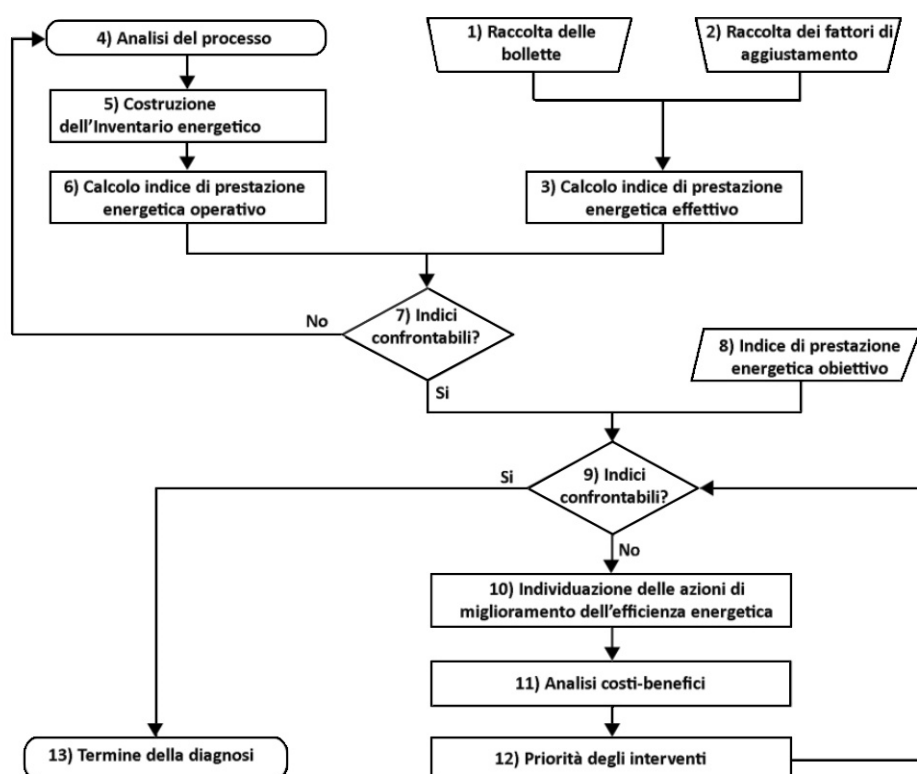 4) Analisi del processo
1) Raccolta delle
bollette
2) Raccolta dei fattori di
aggiustamento
5) Costruzione
dell’Inventario energetico
6) Calcolo indice di prestazione
energetica operativo
3) Calcolo indice di prestazione
energetica effettivo
No
7) Indici
confrontabili?
Si
8) Indice di prestazione
energetica obiettivo
Si
9) Indici
confrontabili?
No
10) Individuazione delle azioni di
miglioramento dell’efficienza energetica
11) Analisi costi-benefici
13) Termine della diagnosi
12) Priorità degli interventi